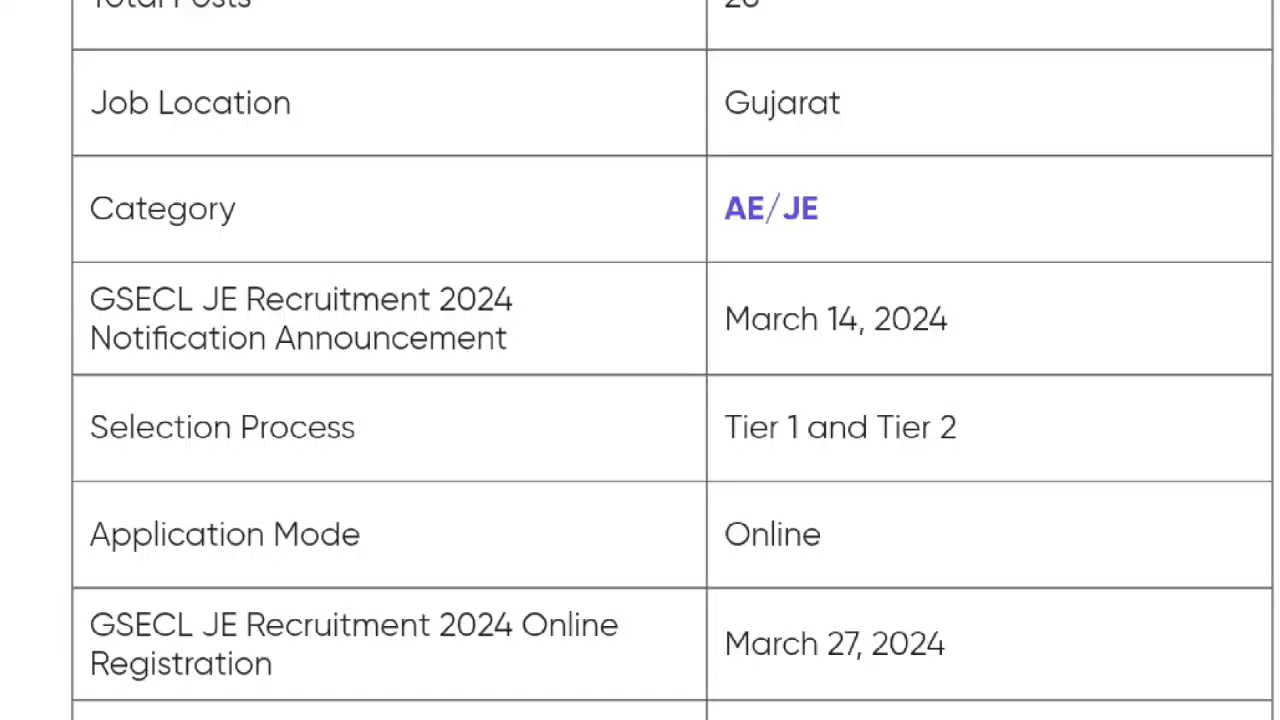 Job Location
Gujarat
Category
AE/JE
GSECL JE Recruitment 2024
Notification Announcement
March 14, 2024
Selection Process
Tier 1 and Tier 2
Application Mode
Online
GSECL JE Recruitment 2024 Online
Registration
March 27, 2024